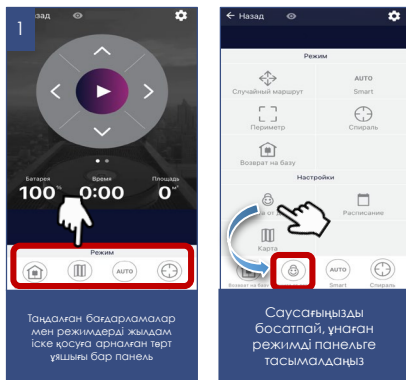 1
зад
Батарея
Время
Площадь
100%
0:00
0м²
Режим
AUTO
Таңдалған бағдарламалар
мен режимдерді жылдам
іске қосуға арналған төрт
ұяшығы бар панель
Назад
Режим
AUTO
Случайный маршрут
Smart
Периметр
Спираль
Возврат на базу
Настройки
Расписание
Карта
AUTO
Smart
Спираль
Саусағыңызды
босатпай, ұнаған
режимді панельге
тасымалдаңыз